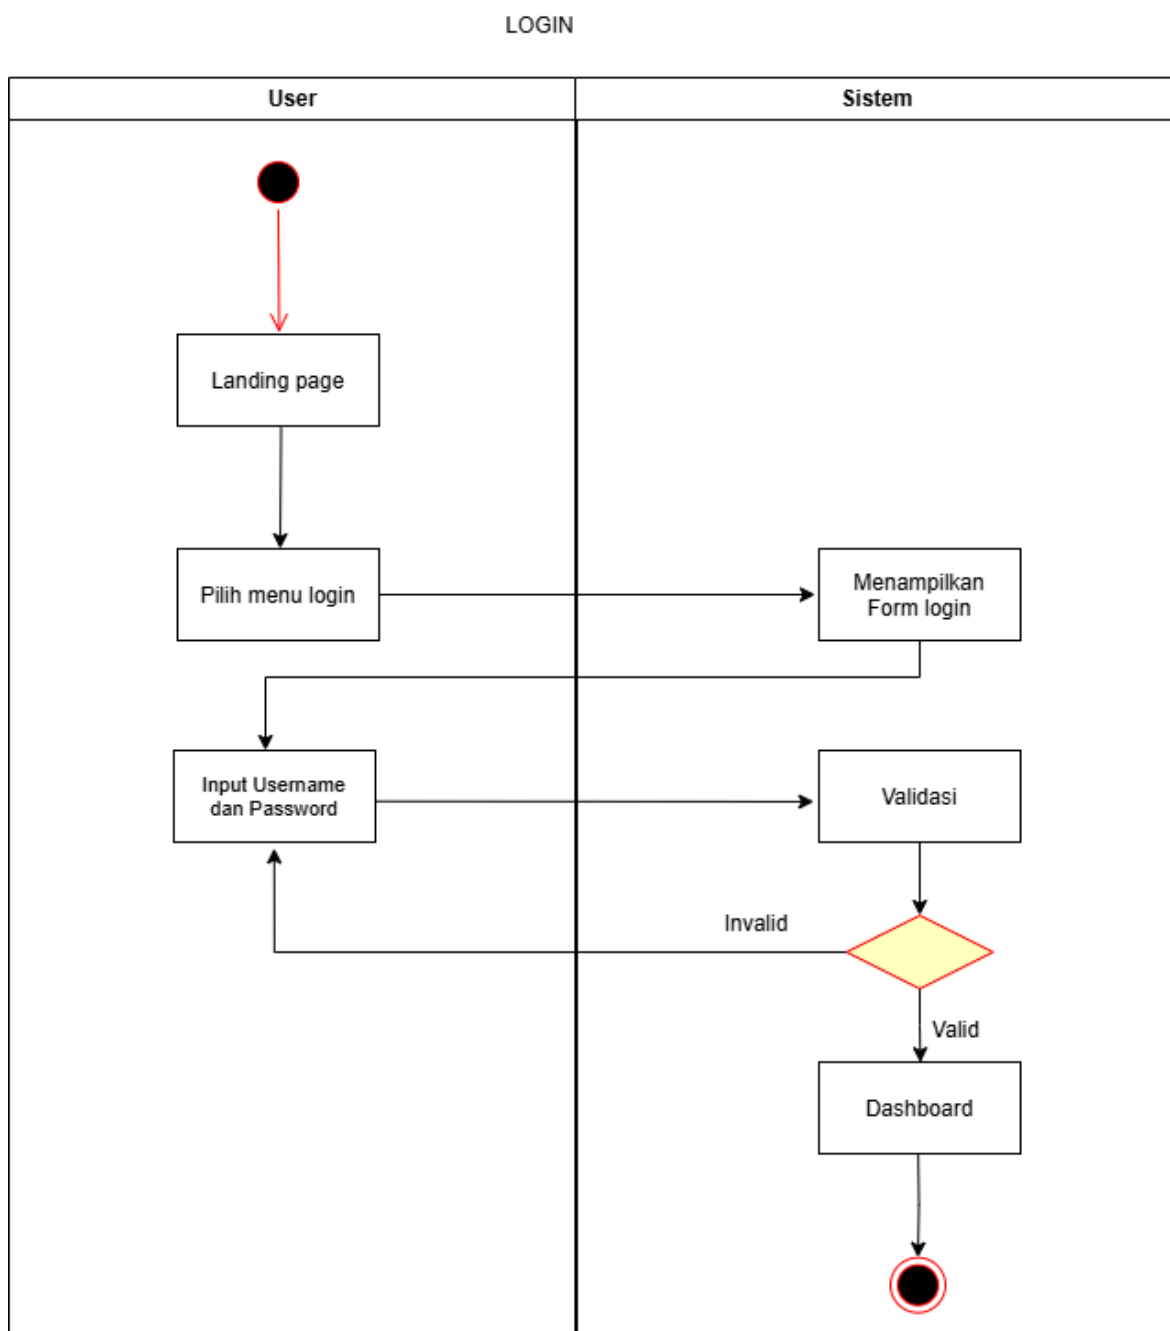 LOGIN
User
Sistem
Landing page
Pilih menu login
Menampilkan
Form login
Input Username
dan Password
Validasi
Invalid
Valid
Dashboard